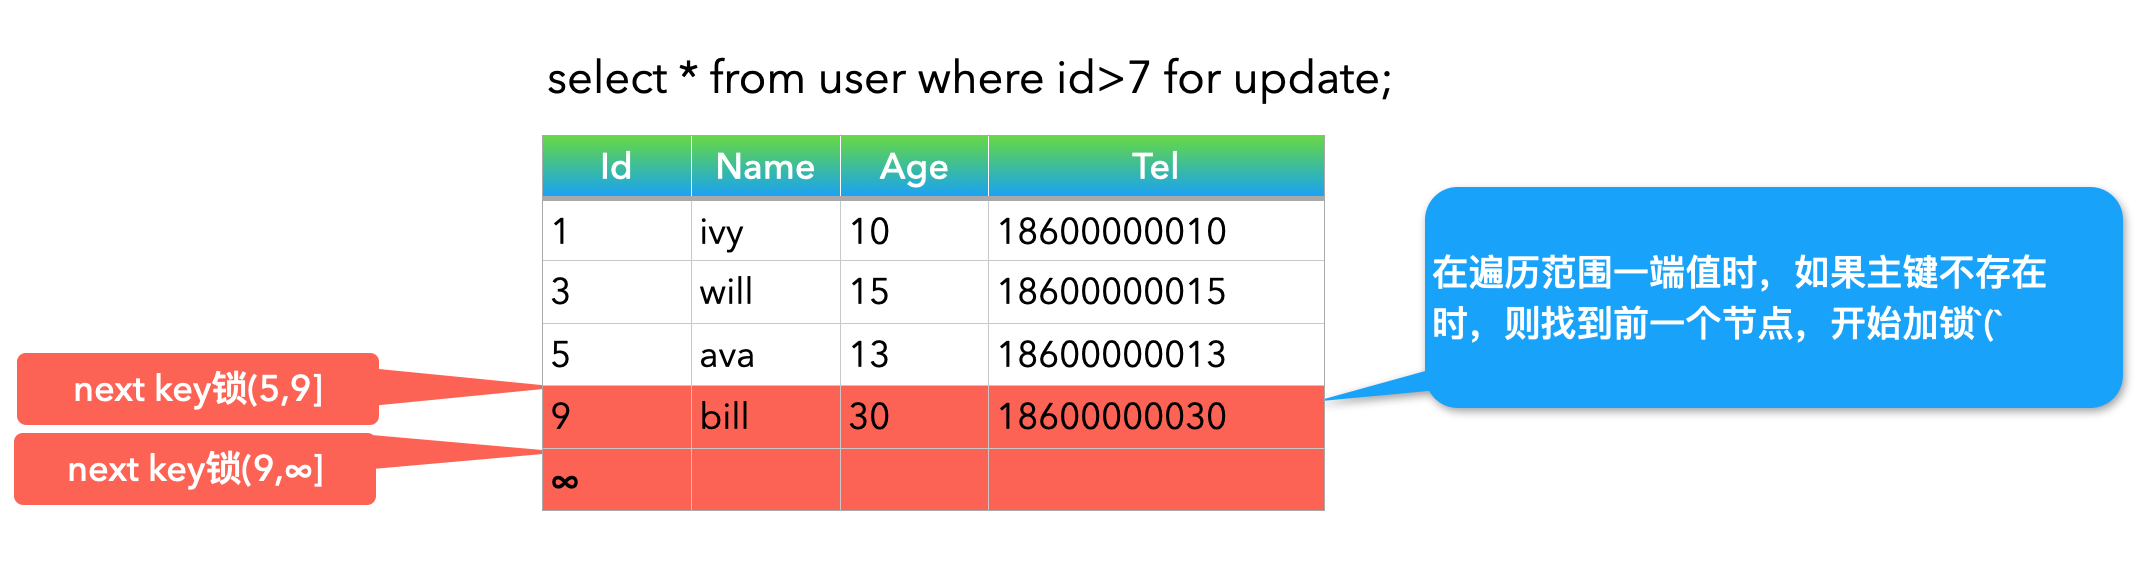 select * from user where id>7 for update;
Id Name Age Tel
1 ivy 10 18600000010
3 will 15 18600000015
5 ava 13 18600000013
9 bill 30 18600000030
∞
next key锁(5,9]
next key锁(9,∞]
在遍历范围一端值时，如果主键不存在
时，则找到前一个节点，开始加锁`(`